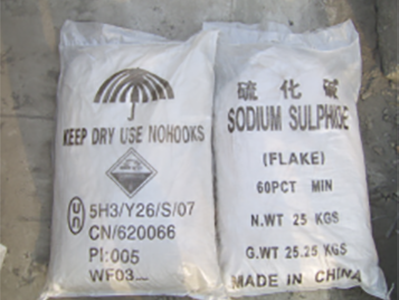 KEEP DRY USE NOHOOKS
un 5H3/Y26/S/07
CN/620066
PI:005
WF03
硫化碱
SODIUM SULPHIDE
(FLAKE)
60PCT MIN
N.WT 25 KGS
G.WT 25.25 KGS
MADE IN CHINA